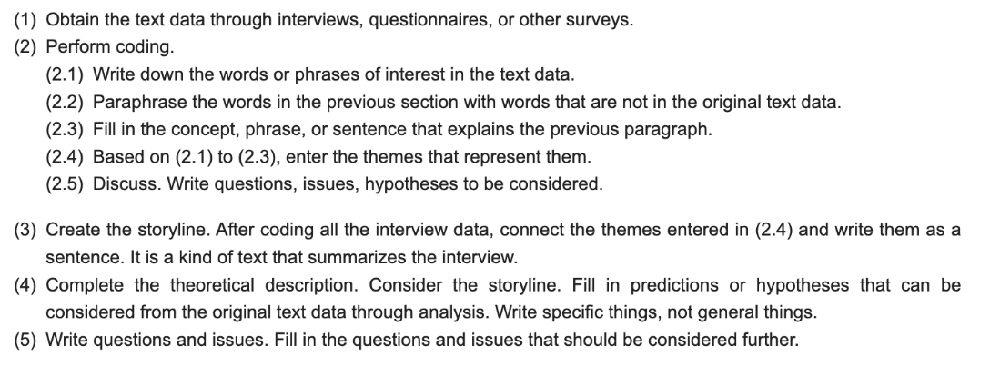 (1) Obtain the text data through interviews, questionnaires, or other surveys.
(2) Perform coding.
(2.1) Write down the words or phrases of interest in the text data.
(2.2) Paraphrase the words in the previous section with words that are not in the original text data.
(2.3) Fill in the concept, phrase, or sentence that explains the previous paragraph.
(2.4) Based on (2.1) to (2.3), enter the themes that represent them.
(2.5) Discuss. Write questions, issues, hypotheses to be considered.
(3) Create the storyline. After coding all the interview data, connect the themes entered in (2.4) and write them as a
sentence. It is a kind of text that summarizes the interview.
(4) Complete the theoretical description. Consider the storyline. Fill in predictions or hypotheses that can be
considered from the original text data through analysis. Write specific things, not general things.
(5) Write questions and issues. Fill in the questions and issues that should be considered further.